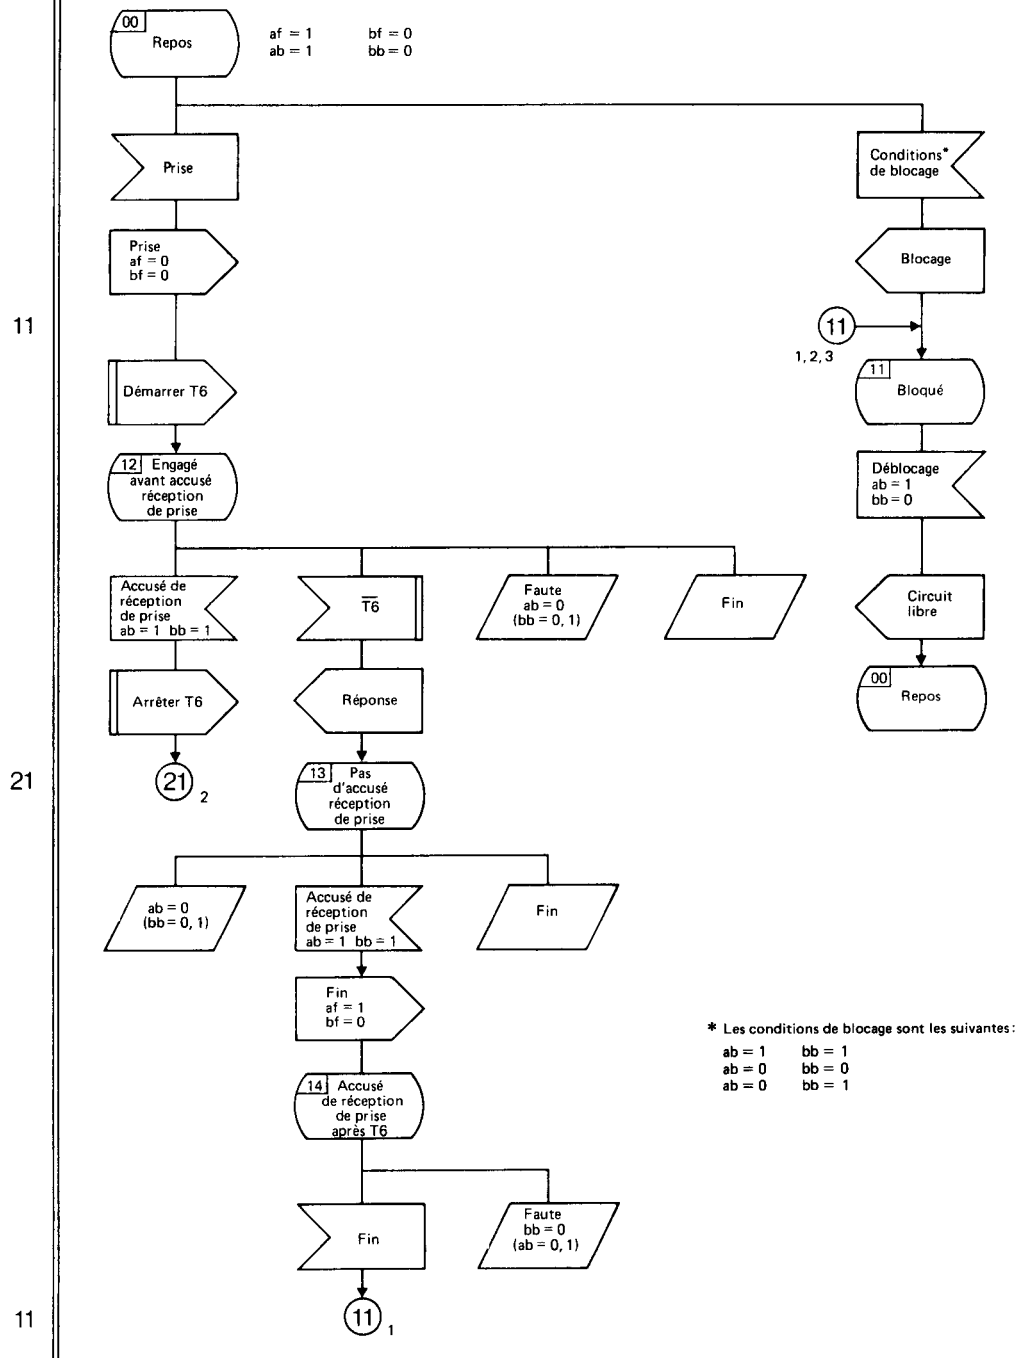 00
Repos
af = 1 bf = 0
ab = 1 bb = 0
Prise
Conditions*
de blocage
Prise
af = 0
bf = 0
Blocage
11
11
1, 2, 3
Démarrer T6
11
Bloqué
12 Engagé
avant accusé
réception
de prise
Déblocage
ab = 1
bb = 0
Accusé de
réception
de prise
ab = 1 bb = 1
T6
Faute
ab = 0
(bb = 0, 1)
Fin
Circuit
libre
Arrêter T6
Réponse
00
Repos
21
21
2
13 Pas
d'accusé
réception
de prise
ab = 0
(bb = 0, 1)
Accusé de
réception
de prise
ab = 1 bb = 1
Fin
Fin
af = 1
bf = 0
* Les conditions de blocage sont les suivantes:
ab = 1 bb = 1
ab = 0 bb = 0
ab = 0 bb = 1
14 Accusé
de réception
de prise
après T6
Fin
Faute
bb = 0
(ab = 0, 1)
11
11
1